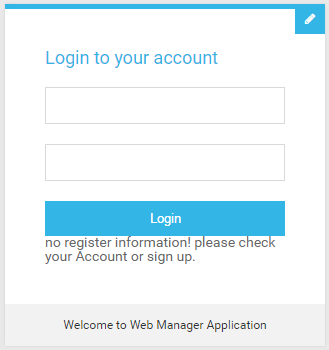 Login to your account
Login
no register information! please check
your Account or sign up.
Welcome to Web Manager Application